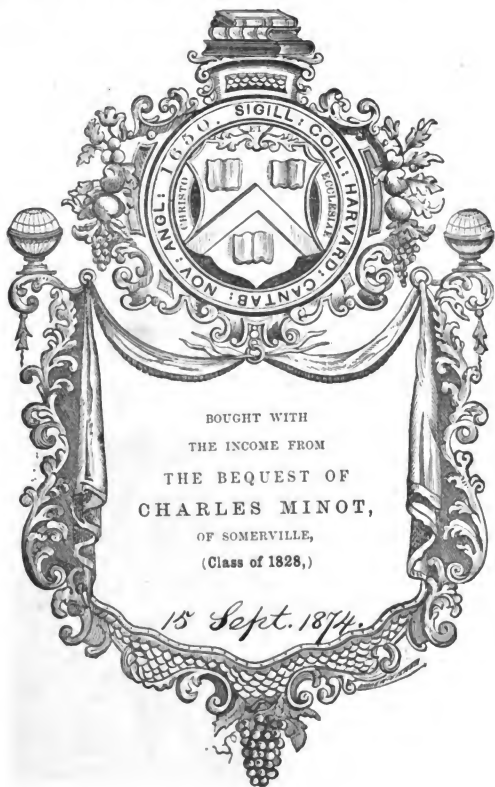 SIGILL: COLL: HARVARD: CANTAB: NOV: ANGL: 1650.
CHRISTO
ET
ECCLESIAE
BOUGHT WITH
THE INCOME FROM
THE BEQUEST OF
CHARLES MINOT,
OF SOMERVILLE,
(Class of 1828,)
15 Sept. 1874.